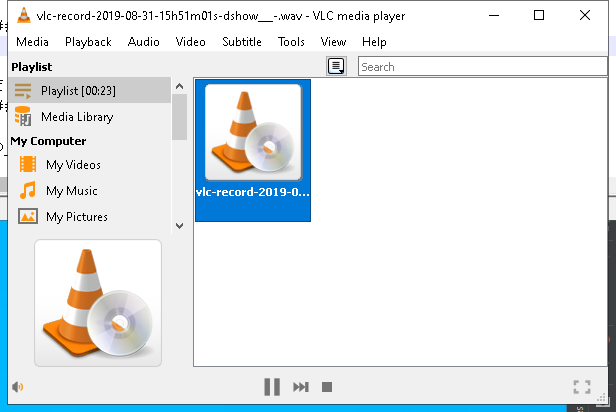 vlc-record-2019-08-31-15h51m01s-dshow__-.wav - VLC media player
Media Playback Audio Video Subtitle Tools View Help
Playlist
Search
Playlist [00:23]
Media Library
My Computer
My Videos
My Music
My Pictures
vlc-record-2019-0...